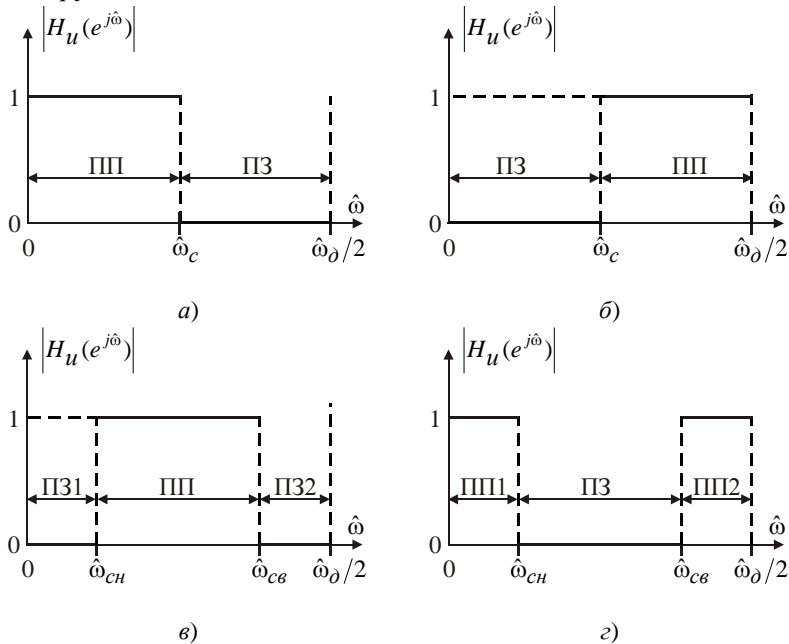 |H_u(e^{jω̂})| |H_u(e^{jω̂})|
1 1
ПП ПЗ ПЗ ПП
0 ω̂ 0 ω̂
0 ω̂_c ω̂_д/2 0 ω̂_c ω̂_д/2
а) б)
|H_u(e^{jω̂})| |H_u(e^{jω̂})|
1 1
ПЗ1 ПП ПЗ2 ПП1 ПЗ ПП2
0 ω̂ 0 ω̂
0 ω̂_сн ω̂_св ω̂_д/2 0 ω̂_сн ω̂_св ω̂_д/2
в) г)